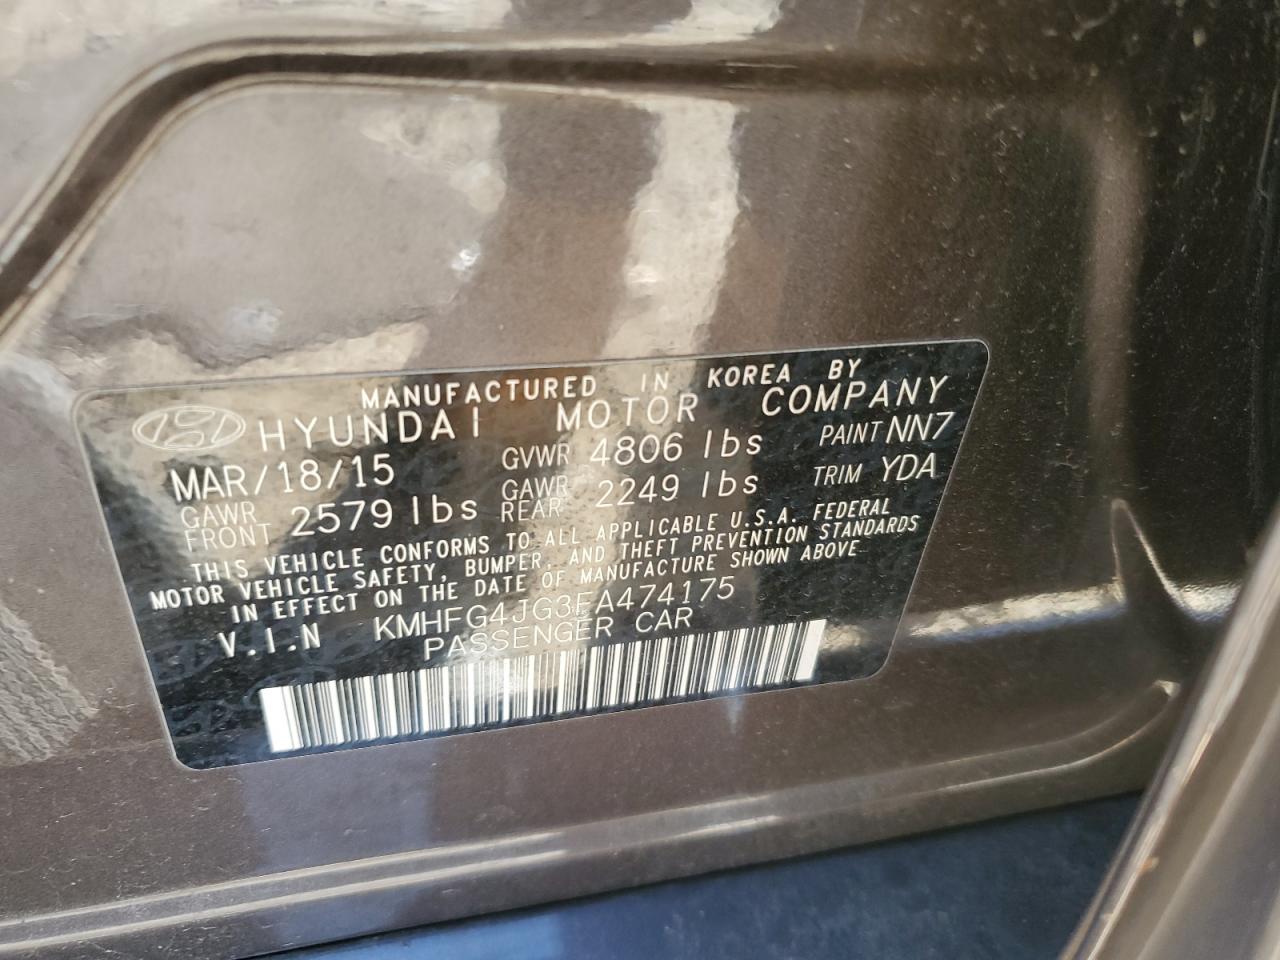 MANUFACTURED IN KOREA BY
HYUNDAI MOTOR COMPANY
MAR/18/15 GVWR 4806 lbs PAINT NN7
GAWR FRONT 2579 lbs GAWR REAR 2249 lbs TRIM YDA
THIS VEHICLE CONFORMS TO ALL APPLICABLE U.S.A. FEDERAL
MOTOR VEHICLE SAFETY, BUMPER, AND THEFT PREVENTION STANDARDS
IN EFFECT ON THE DATE OF MANUFACTURE SHOWN ABOVE
V.I.N KMHFG4JG3FA474175
PASSENGER CAR